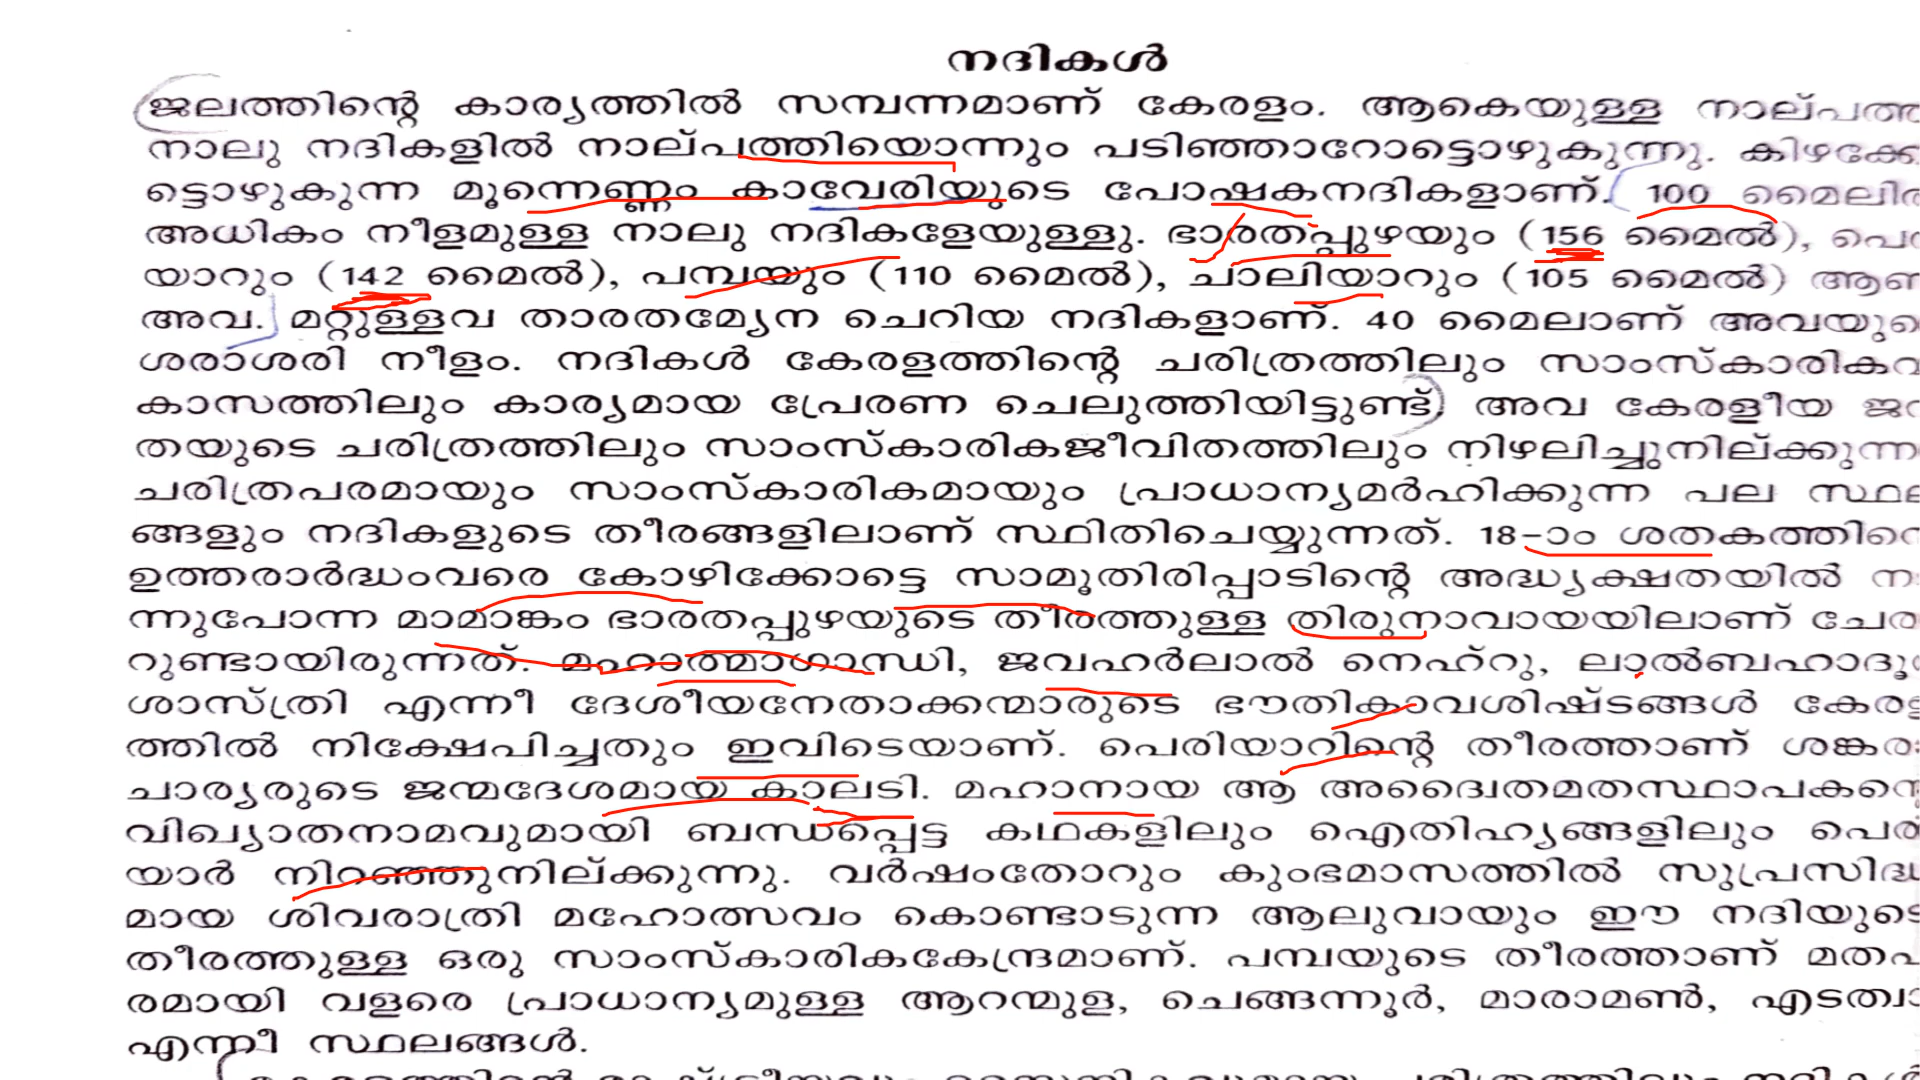 നദികൾ
ജലത്തിന്റെ കാര്യത്തിൽ സമ്പന്നമാണ് കേരളം. ആകെയുള്ള നാല്പത്ത
നാലു നദികളിൽ നാല്പത്തിയൊന്നും പടിഞ്ഞാറോട്ടൊഴുകുന്നു. കിഴക്കോ
ട്ടൊഴുകുന്ന മൂന്നെണ്ണം കാവേരിയുടെ പോഷകനദികളാണ്. 100 മൈലിൽ
അധികം നീളമുള്ള നാലു നദികളേയുള്ളു. ഭാരതപ്പുഴയും (156 മൈൽ), പെരി
യാറും (142 മൈൽ), പമ്പയും (110 മൈൽ), ചാലിയാറും (105 മൈൽ) ആണ്
അവ. മറ്റുള്ളവ താരതമ്യേന ചെറിയ നദികളാണ്. 40 മൈലാണ് അവയുടെ
ശരാശരി നീളം. നദികൾ കേരളത്തിന്റെ ചരിത്രത്തിലും സാംസ്കാരികവി
കാസത്തിലും കാര്യമായ പ്രേരണ ചെലുത്തിയിട്ടുണ്ട്. അവ കേരളീയ ജന
തയുടെ ചരിത്രത്തിലും സാംസ്കാരികജീവിതത്തിലും നിഴലിച്ചുനില്ക്കുന്നു
ചരിത്രപരമായും സാംസ്കാരികമായും പ്രാധാന്യമർഹിക്കുന്ന പല സ്ഥല
ങ്ങളും നദികളുടെ തീരങ്ങളിലാണ് സ്ഥിതിചെയ്യുന്നത്. 18-ാം ശതകത്തിന്റെ
ഉത്തരാർദ്ധംവരെ കോഴിക്കോട്ടെ സാമൂതിരിപ്പാടിന്റെ അദ്ധ്യക്ഷതയിൽ നട
ന്നുപോന്ന മാമാങ്കം ഭാരതപ്പുഴയുടെ തീരത്തുള്ള തിരുനാവായയിലാണ് ചേർ
റുണ്ടായിരുന്നത്. മഹാത്മാഗാന്ധി, ജവഹർലാൽ നെഹ്റു, ലാൽബഹാദൂർ
ശാസ്ത്രി എന്നീ ദേശീയനേതാക്കന്മാരുടെ ഭൗതികാവശിഷ്ടങ്ങൾ കേരള
ത്തിൽ നിക്ഷേപിച്ചതും ഇവിടെയാണ്. പെരിയാറിന്റെ തീരത്താണ് ശങ്കരാ
ചാര്യരുടെ ജന്മദേശമായ കാലടി. മഹാനായ ആ അദ്വൈതമതസ്ഥാപകന്റെ
വിഖ്യാതനാമവുമായി ബന്ധപ്പെട്ട കഥകളിലും ഐതിഹ്യങ്ങളിലും പെരി
യാർ നിറഞ്ഞുനില്ക്കുന്നു. വർഷംതോറും കുംഭമാസത്തിൽ സുപ്രസിദ്ധ
മായ ശിവരാത്രി മഹോത്സവം കൊണ്ടാടുന്ന ആലുവായും ഈ നദിയുടെ
തീരത്തുള്ള ഒരു സാംസ്കാരികകേന്ദ്രമാണ്. പമ്പയുടെ തീരത്താണ് മതപ
രമായി വളരെ പ്രാധാന്യമുള്ള ആറന്മുള, ചെങ്ങന്നൂർ, മാരാമൺ, എടത്വാ
എന്നീ സ്ഥലങ്ങൾ.